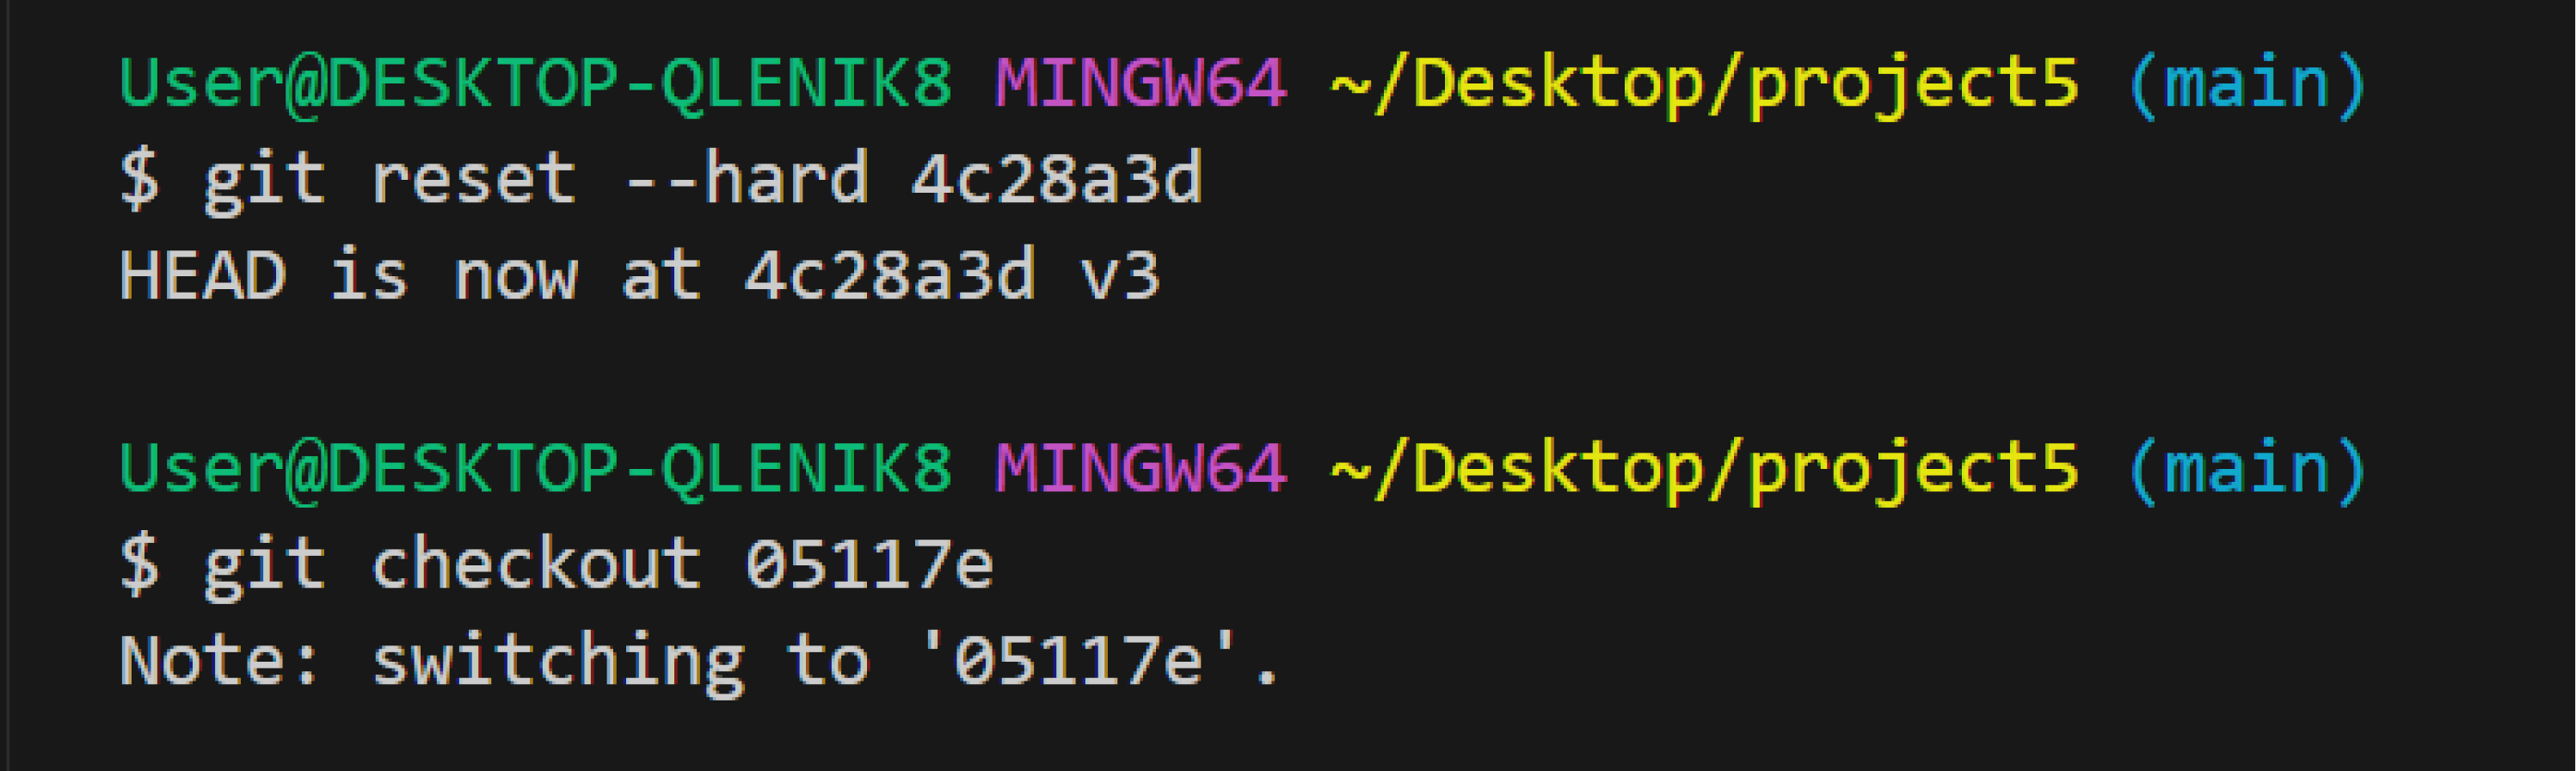 User@DESKTOP-QLENIK8 MINGW64 ~/Desktop/project5 (main)
$ git reset --hard 4c28a3d
HEAD is now at 4c28a3d v3
User@DESKTOP-QLENIK8 MINGW64 ~/Desktop/project5 (main)
$ git checkout 05117e
Note: switching to '05117e'.